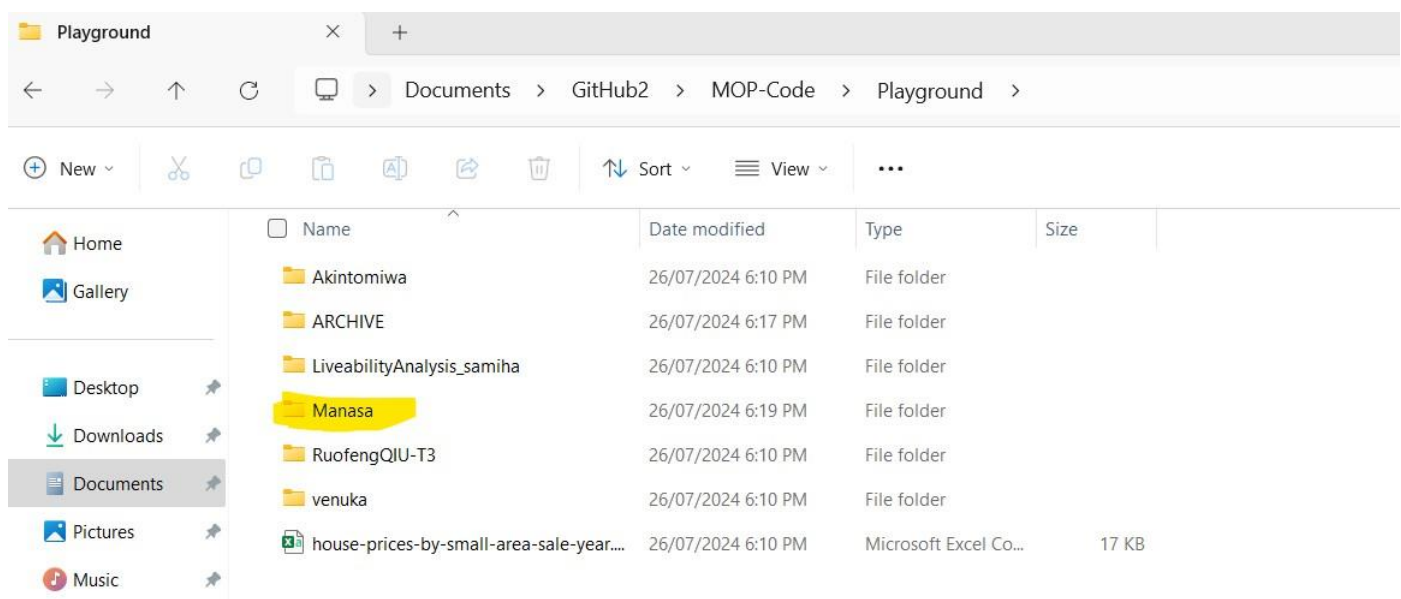 Playground
Documents > GitHub2 > MOP-Code > Playground >
New Sort View ...
Name Date modified Type Size
Home
Gallery
Desktop
Downloads
Documents
Pictures
Music
Akintomiwa 26/07/2024 6:10 PM File folder
ARCHIVE 26/07/2024 6:17 PM File folder
LiveabilityAnalysis_samiha 26/07/2024 6:10 PM File folder
Manasa 26/07/2024 6:19 PM File folder
RuofengQIU-T3 26/07/2024 6:10 PM File folder
venuka 26/07/2024 6:10 PM File folder
house-prices-by-small-area-sale-year.... 26/07/2024 6:10 PM Microsoft Excel Co... 17 KB